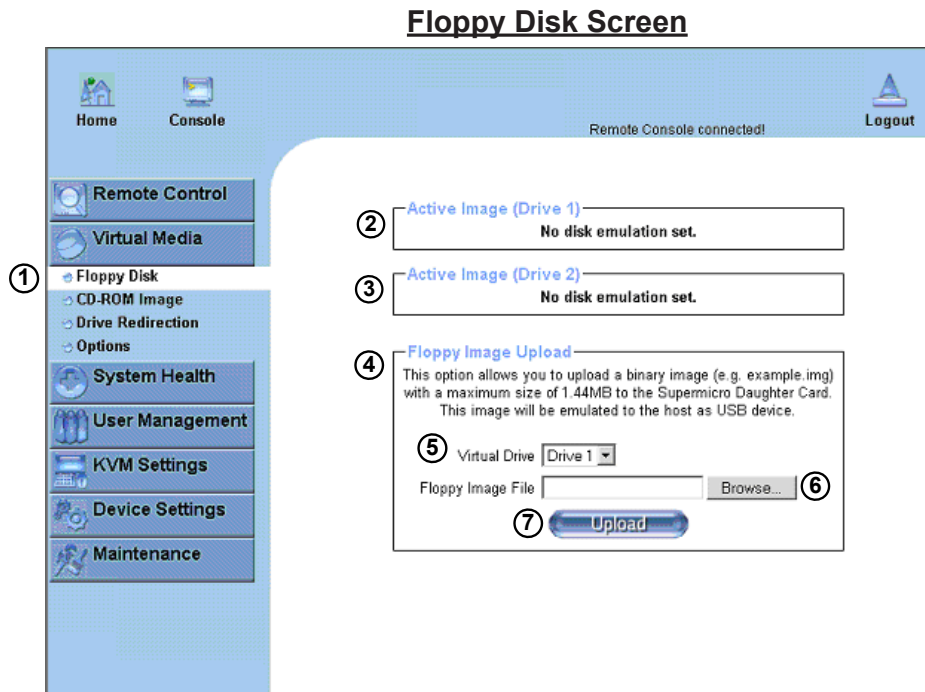 Floppy Disk Screen
Home
Console
Remote Console connected!
Logout
Remote Control
Virtual Media
1
Floppy Disk
CD-ROM Image
Drive Redirection
Options
System Health
User Management
KVM Settings
Device Settings
Maintenance
2
Active Image (Drive 1)
No disk emulation set.
3
Active Image (Drive 2)
No disk emulation set.
4
Floppy Image Upload
This option allows you to upload a binary image (e.g. example.img)
with a maximum size of 1.44MB to the Supermicro Daughter Card.
This image will be emulated to the host as USB device.
5
Virtual Drive
Drive 1
Floppy Image File
Browse...
6
7
Upload